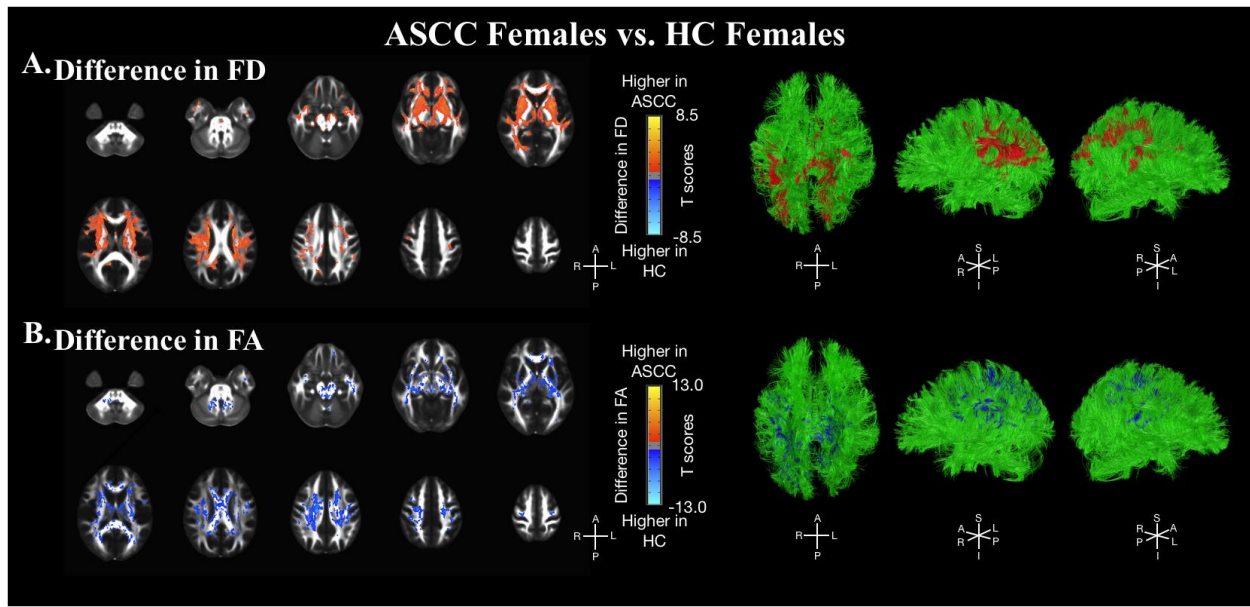 ASCC Females vs. HC Females
A. Difference in FD
Higher in
ASCC
8.5
Difference in FD
T scores
-8.5
Higher in
HC
A
R L
P
A
R L
P
S
A L
R P
I
S
R A
P L
I
B. Difference in FA
Higher in
ASCC
13.0
Difference in FA
T scores
-13.0
Higher in
HC
A
R L
P
A
R L
P
S
A L
R P
I
S
R A
P L
I